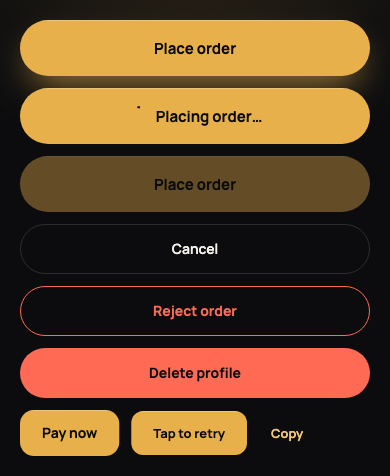 Place order
Placing order…
Place order
Cancel
Reject order
Delete profile
Pay now
Tap to retry
Copy